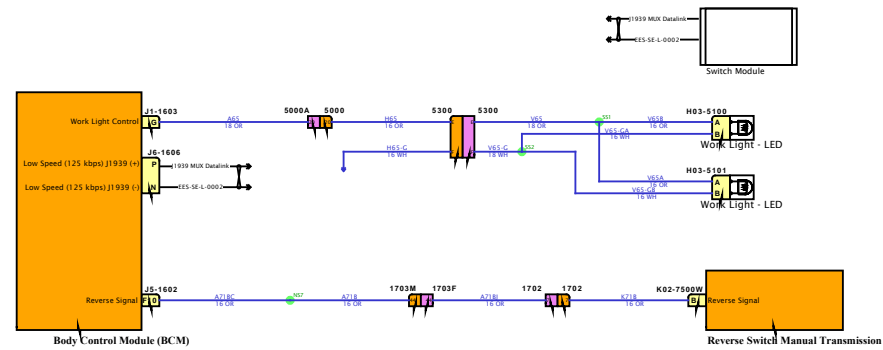 J1939 MUX Datalink
EES-SE-L-0002
Switch Module
J1-1603
5000A 5000
5300 5300
H03-5100
Work Light Control
G
A65
18 OR
H65
16 OR
V65
18 OR
SS1
V65B
16 OR
A
V65-GA
16 WH
B
Work Light - LED
J6-1606
H65-G
16 WH
V65-G
18 WH
SS2
Low Speed (125 kbps) J1939 (+)
P
J1939 MUX Datalink
H03-5101
Low Speed (125 kbps) J1939 (-)
N
EES-SE-L-0002
V65A
16 OR
A
V65-GB
16 WH
B
Work Light - LED
J5-1602
1703M 1703F
1702 1702
K02-7500W
Reverse Signal
F10
A718C
16 OR
NS7
A718
16 OR
A718J
16 OR
K718
16 OR
B
Reverse Signal
Body Control Module (BCM)
Reverse Switch Manual Transmission